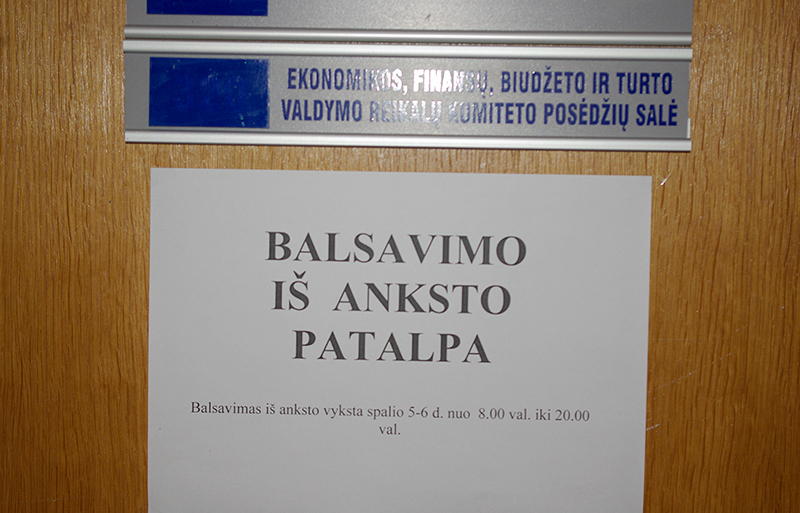 EKONOMIKOS, FINANSŲ, BIUDŽETO IR TURTO
VALDYMO REIKALŲ KOMITETO POSĖDŽIŲ SALĖ
BALSAVIMO
IŠ ANKSTO
PATALPA
Balsavimas iš anksto vyksta spalio 5-6 d. nuo 8.00 val. iki 20.00
val.